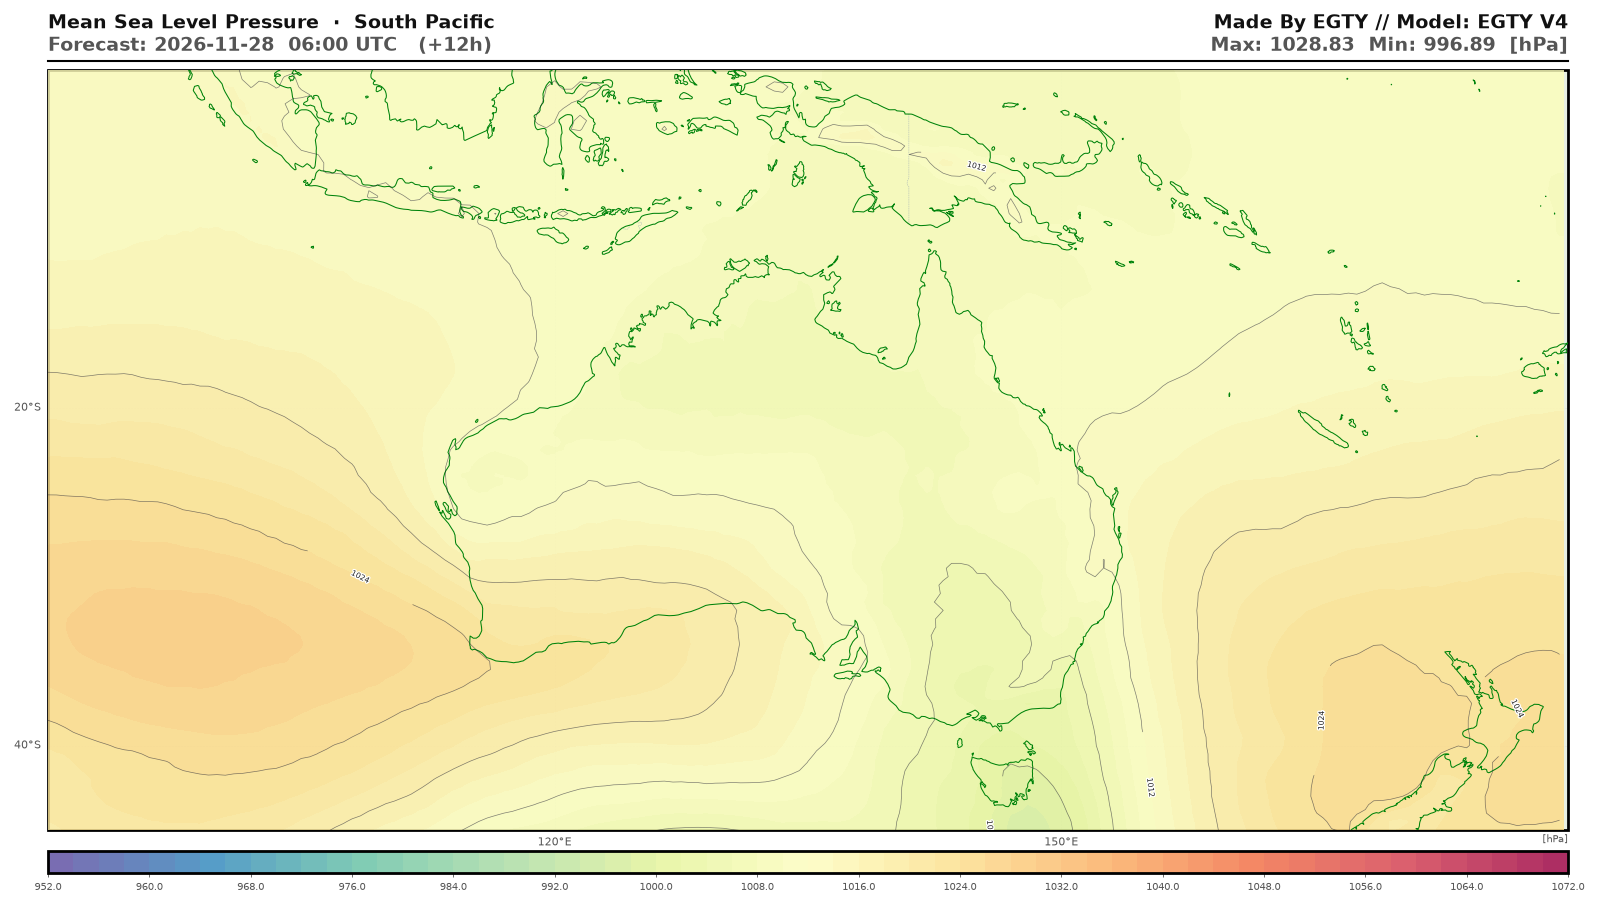 Mean Sea Level Pressure · South Pacific
Made By EGTY // Model: EGTY V4
Forecast: 2026-11-28 06:00 UTC (+12h)
Max: 1028.83 Min: 996.89 [hPa]
1012
20°S
1024
1024
1024
40°S
1012
10
120°E
150°E
[hPa]
952.0 960.0 968.0 976.0 984.0 992.0 1000.0 1008.0 1016.0 1024.0 1032.0 1040.0 1048.0 1056.0 1064.0 1072.0